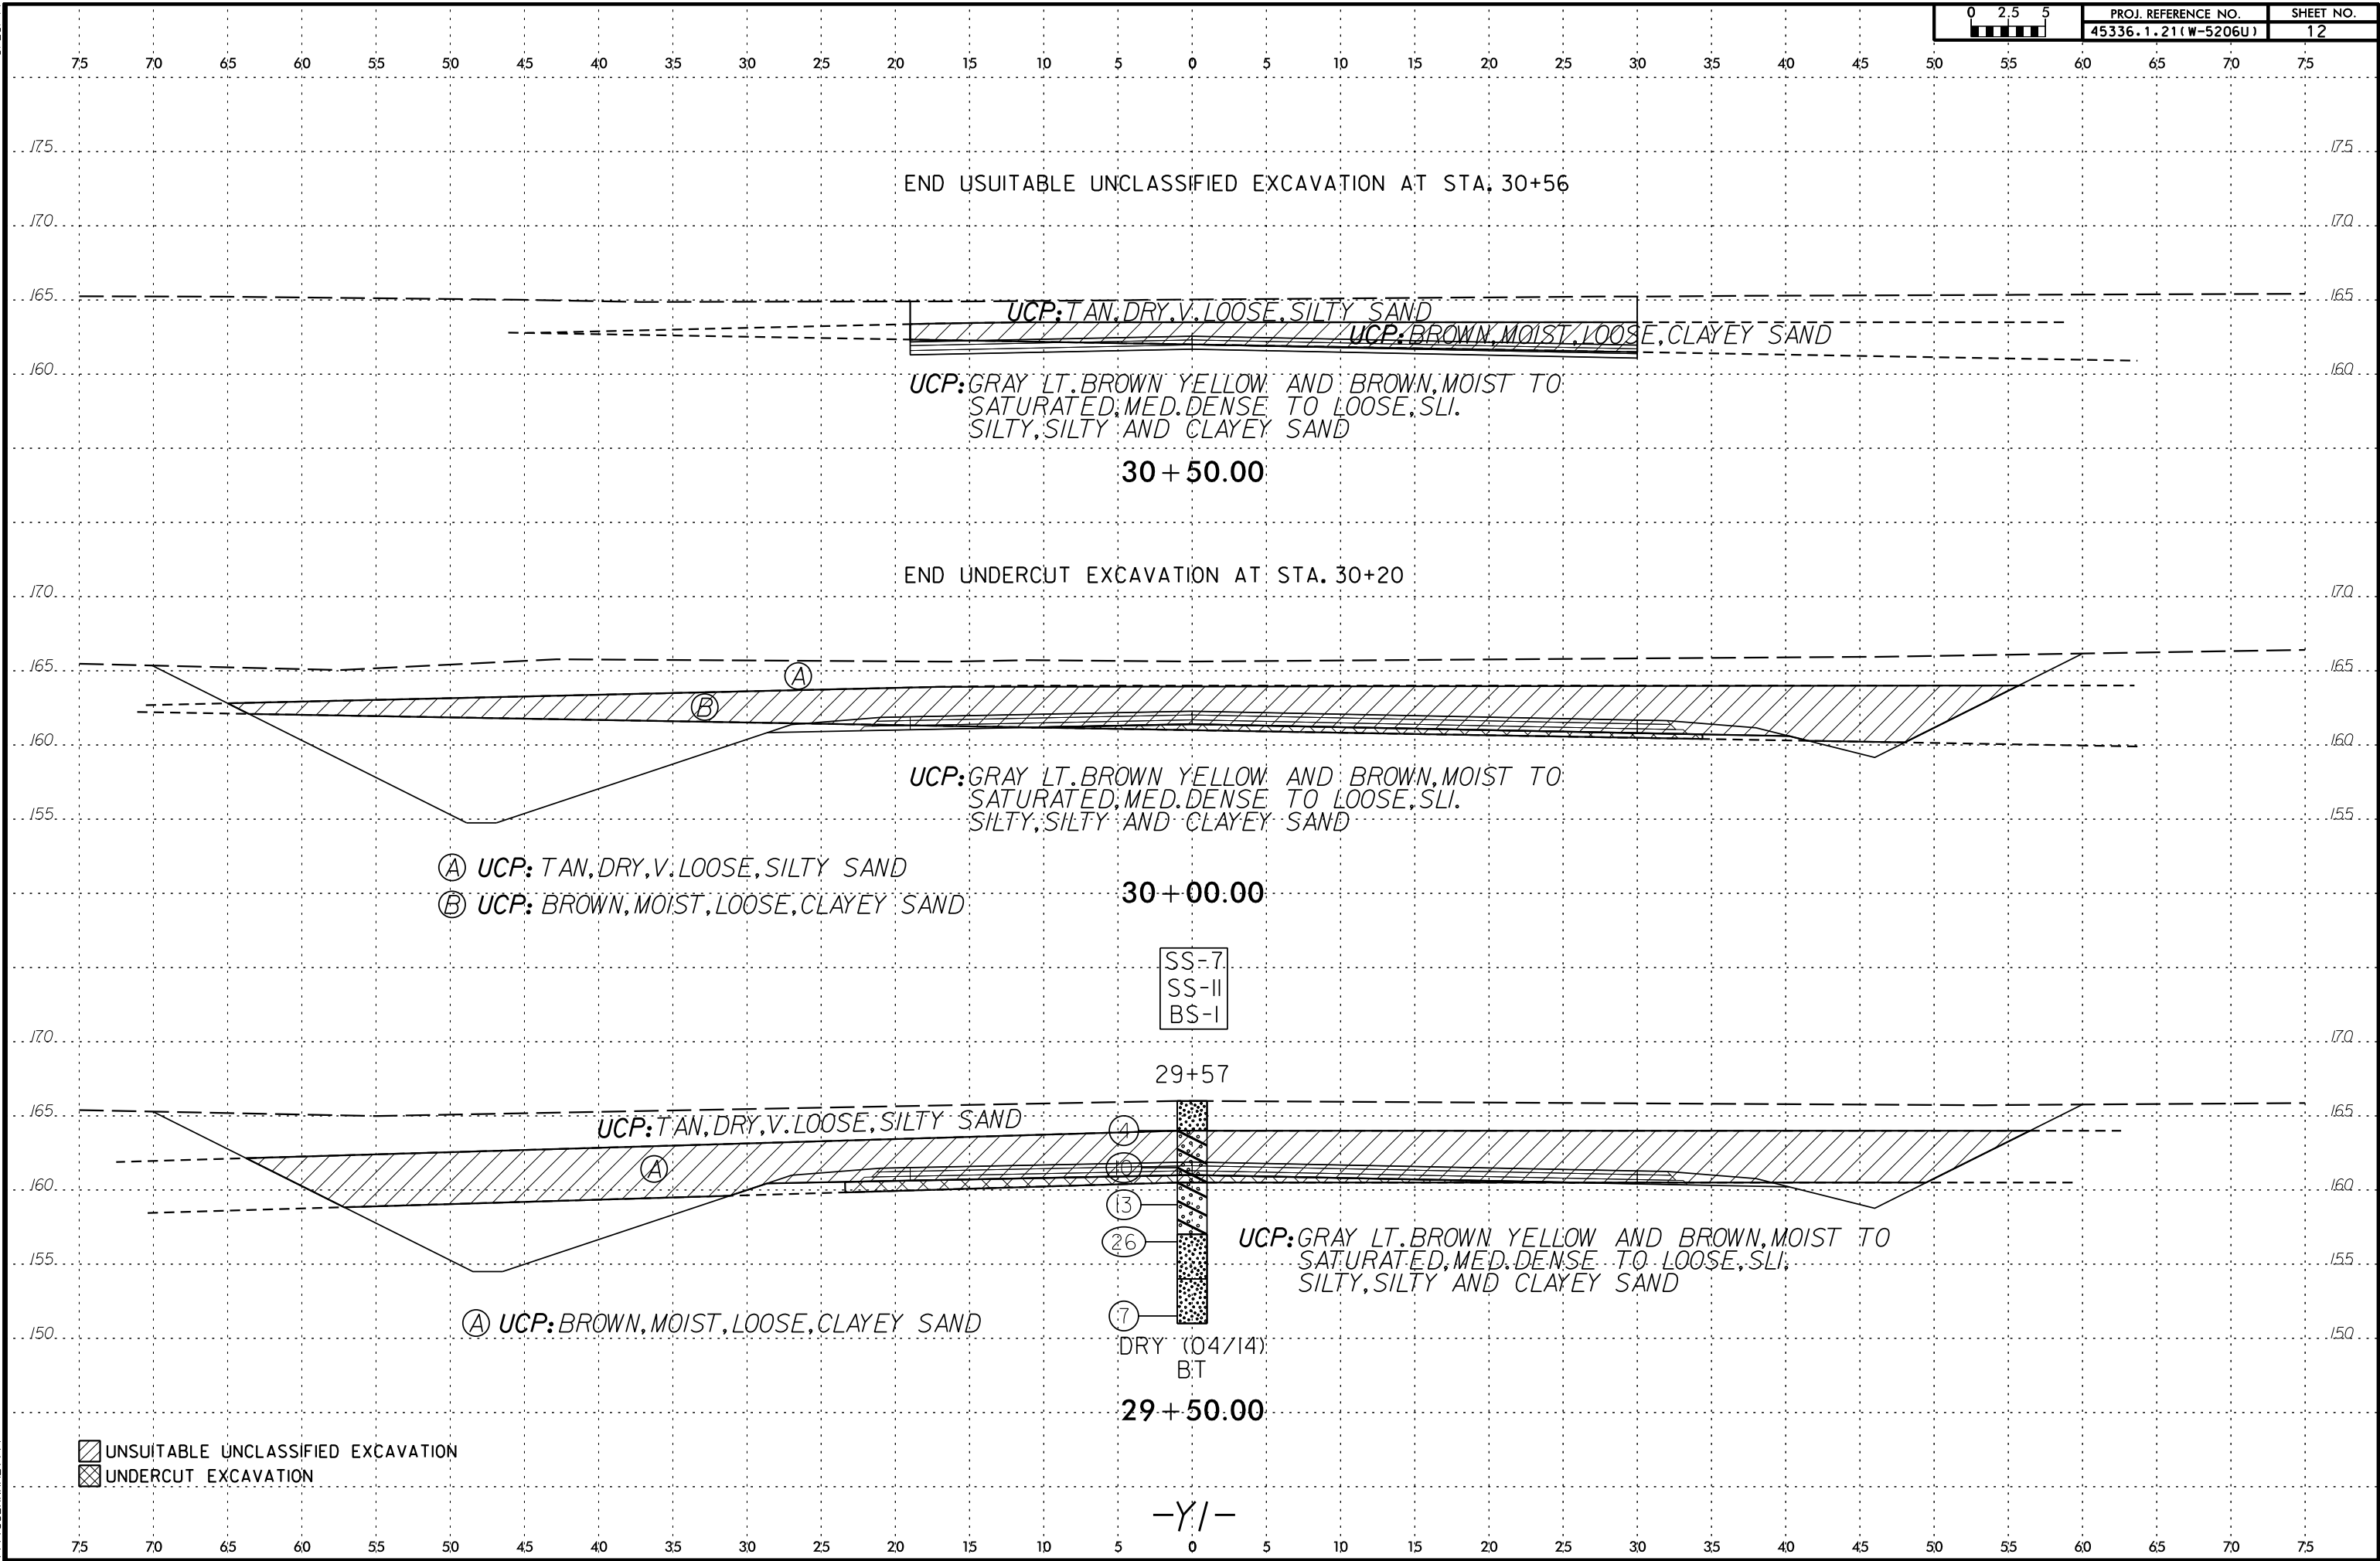 0 2.5 5
PROJ. REFERENCE NO.
SHEET NO.
45336.1.21(W-5206U)
12
75 70 65 60 55 50 45 40 35 30 25 20 15 10 5 0 5 10 15 20 25 30 35 40 45 50 55 60 65 70 75
175 175
END USUITABLE UNCLASSIFIED EXCAVATION AT STA. 30+56
170 170
165 165
UCP: TAN,DRY,V.LOOSE,SILTY SAND
UCP: BROWN,MOIST,LOOSE,CLAYEY SAND
160 160
UCP: GRAY LT.BROWN YELLOW AND BROWN,MOIST TO
SATURATED,MED.DENSE TO LOOSE,SLI.
SILTY,SILTY AND CLAYEY SAND
30+50.00
END UNDERCUT EXCAVATION AT STA. 30+20
170 170
165 165
A
B
160 160
UCP: GRAY LT.BROWN YELLOW AND BROWN,MOIST TO
SATURATED,MED.DENSE TO LOOSE,SLI.
SILTY,SILTY AND CLAYEY SAND
155 155
A UCP: TAN,DRY,V.LOOSE,SILTY SAND
B UCP: BROWN,MOIST,LOOSE,CLAYEY SAND
30+00.00
SS-7
SS-11
BS-1
170 170
29+57
165 165
UCP: TAN,DRY,V.LOOSE,SILTY SAND
4
A
10
160 160
13
26
UCP: GRAY LT.BROWN YELLOW AND BROWN,MOIST TO
SATURATED,MED.DENSE TO LOOSE,SLI.
SILTY,SILTY AND CLAYEY SAND
155 155
7
A UCP: BROWN,MOIST,LOOSE,CLAYEY SAND
150 150
DRY (04/14)
BT
29+50.00
UNSUITABLE UNCLASSIFIED EXCAVATION
UNDERCUT EXCAVATION
-Y1-
75 70 65 60 55 50 45 40 35 30 25 20 15 10 5 0 5 10 15 20 25 30 35 40 45 50 55 60 65 70 75